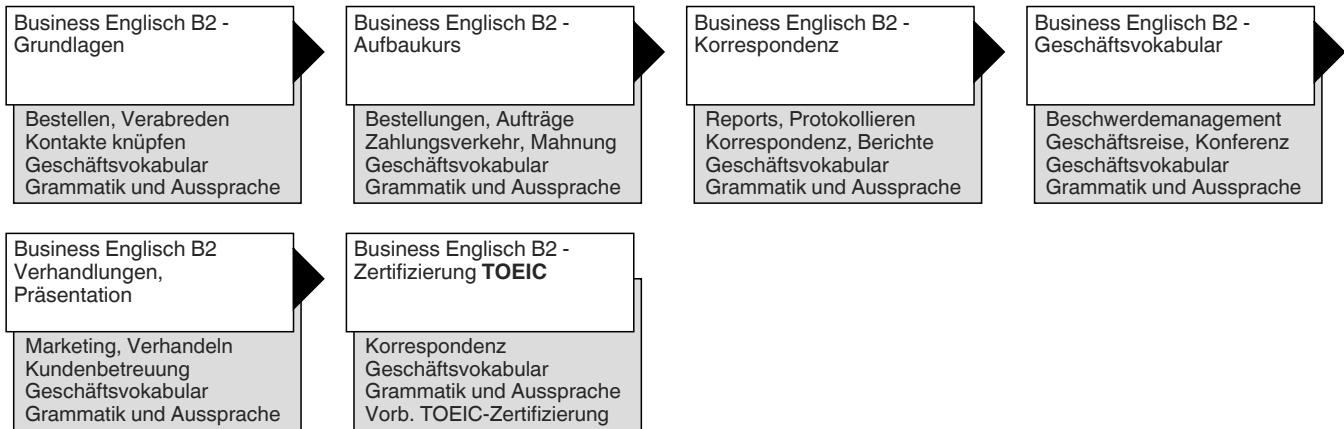 Business Englisch B2 -
Grundlagen
Bestellen, Verabreden
Kontakte knüpfen
Geschäftsvokabular
Grammatik und Aussprache
Business Englisch B2 -
Aufbaukurs
Bestellungen, Aufträge
Zahlungsverkehr, Mahnung
Geschäftsvokabular
Grammatik und Aussprache
Business Englisch B2 -
Korrespondenz
Reports, Protokollieren
Korrespondenz, Berichte
Geschäftsvokabular
Grammatik und Aussprache
Business Englisch B2 -
Geschäftsvokabular
Beschwerdemanagement
Geschäftsreise, Konferenz
Geschäftsvokabular
Grammatik und Aussprache
Business Englisch B2
Verhandlungen,
Präsentation
Marketing, Verhandeln
Kundenbetreuung
Geschäftsvokabular
Grammatik und Aussprache
Business Englisch B2 -
Zertifizierung TOEIC
Korrespondenz
Geschäftsvokabular
Grammatik und Aussprache
Vorb. TOEIC-Zertifizierung